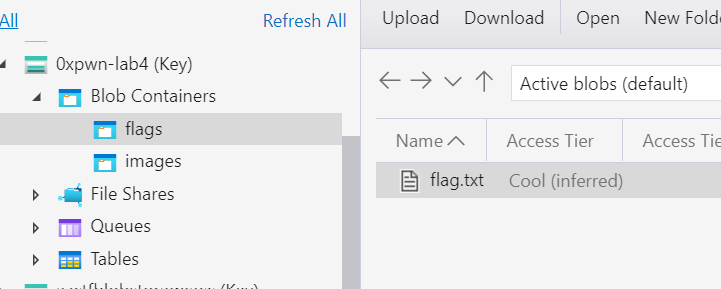 All
Refresh All
0xpwn-lab4 (Key)
Blob Containers
flags
images
File Shares
Queues
Tables
(Key)
Upload Download Open New Folde
Active blobs (default)
Name Access Tier Access Tie
flag.txt Cool (inferred)